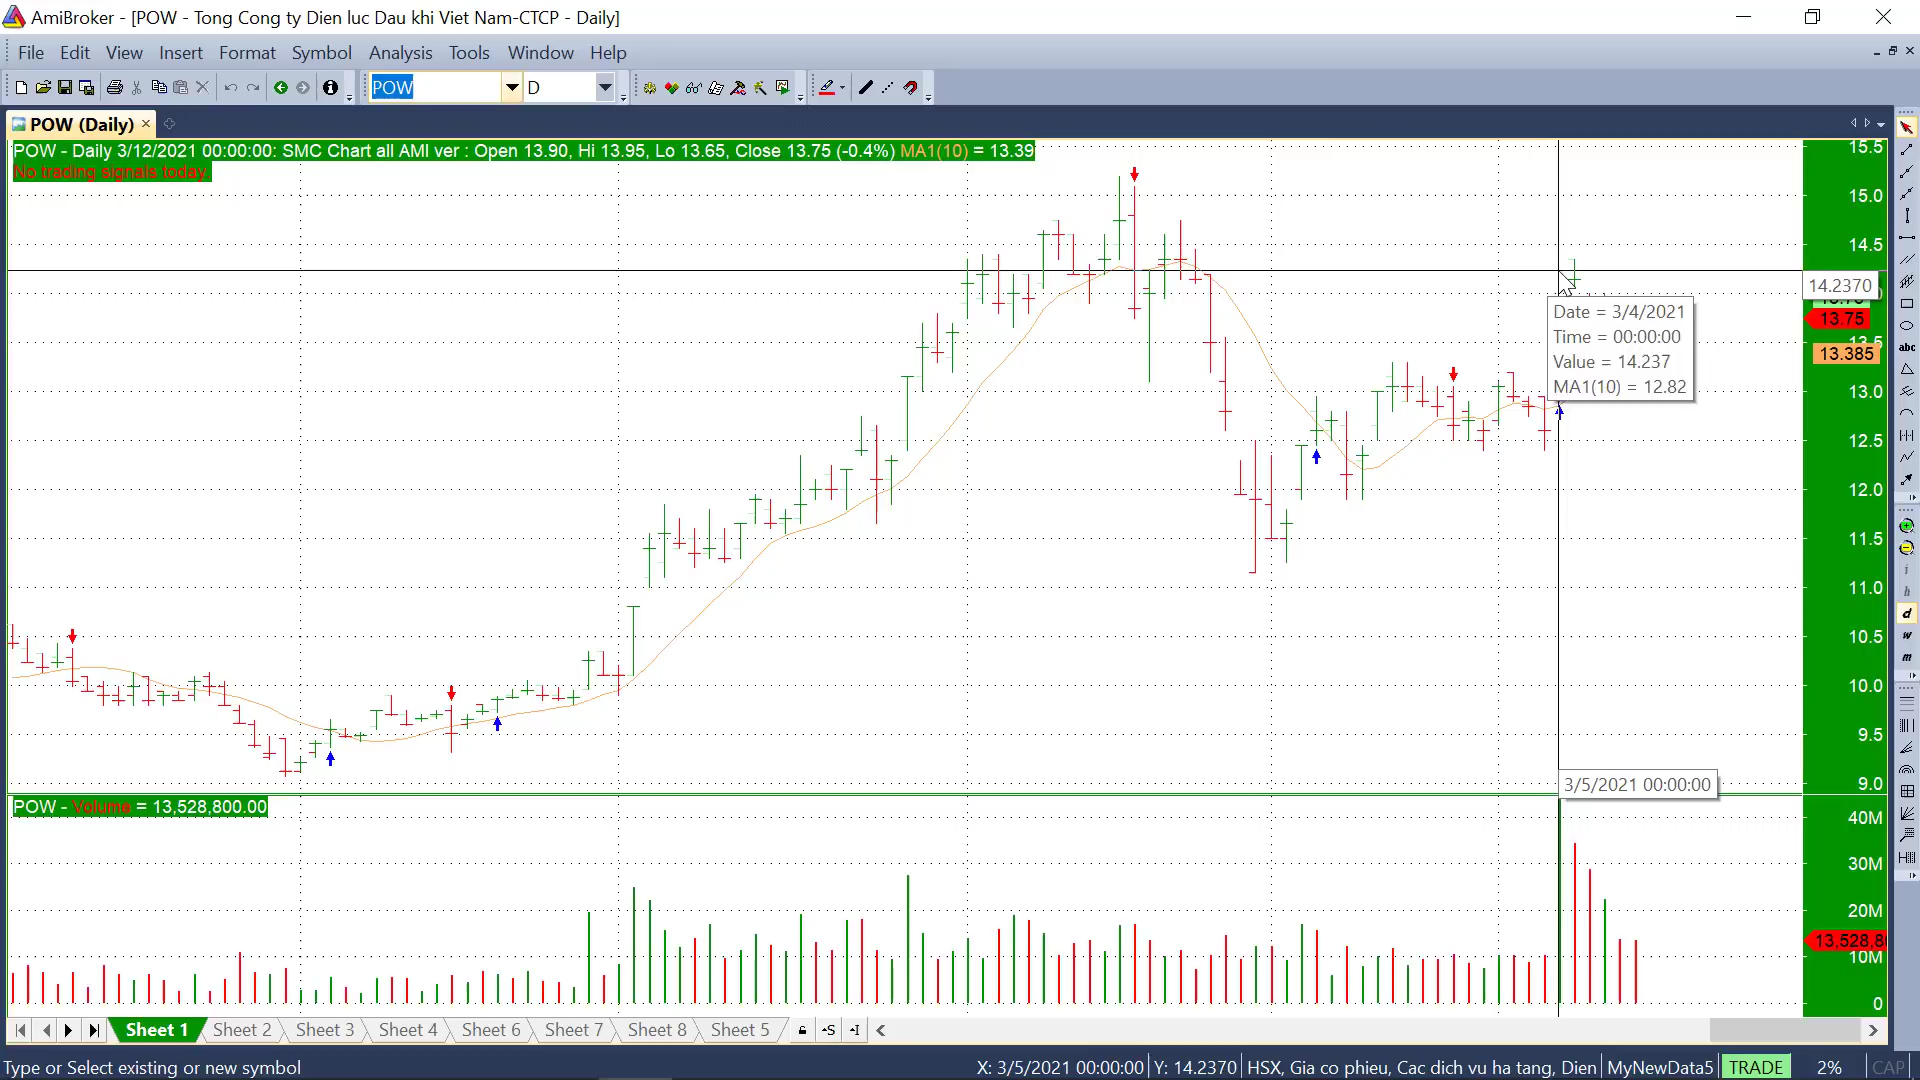 AmiBroker - [POW - Tong Cong ty Dien luc Dau khi Viet Nam-CTCP - Daily]
File Edit View Insert Format Symbol Analysis Tools Window Help
POW D
POW (Daily)
POW - Daily 3/12/2021 00:00:00: SMC Chart all AMI ver : Open 13.90, Hi 13.95, Lo 13.65, Close 13.75 (-0.4%) MA1(10) = 13.39
No trading signals today.
15.5
15.0
14.5
14.2370
13.75
13.385
13.0
12.5
12.0
11.5
11.0
10.5
10.0
9.5
9.0
Date = 3/4/2021
Time = 00:00:00
Value = 14.237
MA1(10) = 12.82
3/5/2021 00:00:00
abc
i
h
d
w
m
POW - Volume = 13,528,800.00
40M
30M
20M
13,528,8
10M
0
Sheet 1 Sheet 2 Sheet 3 Sheet 4 Sheet 6 Sheet 7 Sheet 8 Sheet 5
Type or Select existing or new symbol X: 3/5/2021 00:00:00 Y: 14.2370 HSX, Gia co phieu, Cac dich vu ha tang, Dien MyNewData5 TRADE 2% CAP